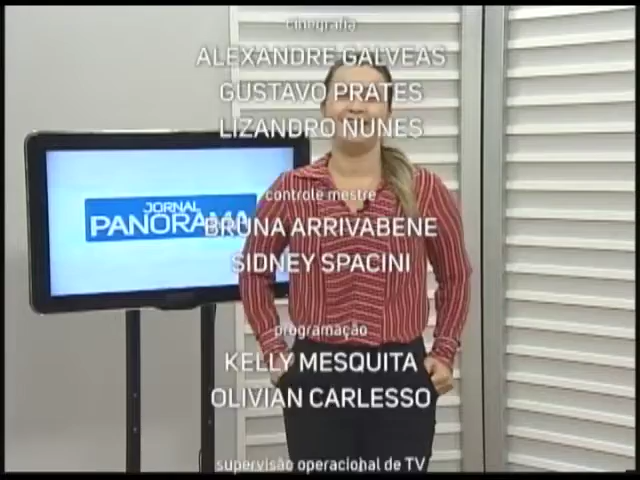 cinegrafia
ALEXANDRE GALVEAS
GUSTAVO PRATES
LIZANDRO NUNES
controle mestre
BRUNA ARRIVABENE
SIDNEY SPACINI
programação
KELLY MESQUITA
OLIVIAN CARLESSO
supervisão operacional de TV
JORNAL
PANORAMA